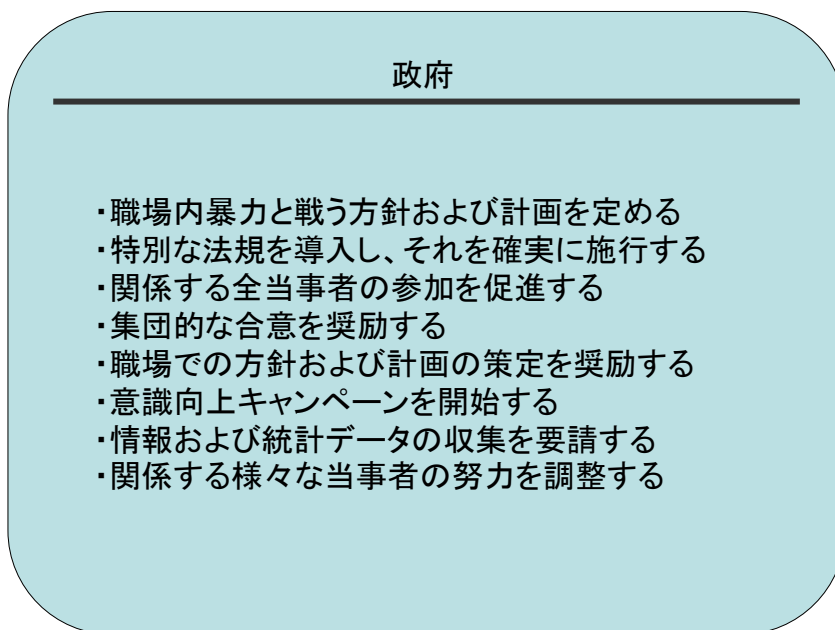 政府
・職場内暴力と戦う方針および計画を定める
・特別な法規を導入し、それを確実に施行する
・関係する全当事者の参加を促進する
・集団的な合意を奨励する
・職場での方針および計画の策定を奨励する
・意識向上キャンペーンを開始する
・情報および統計データの収集を要請する
・関係する様々な当事者の努力を調整する